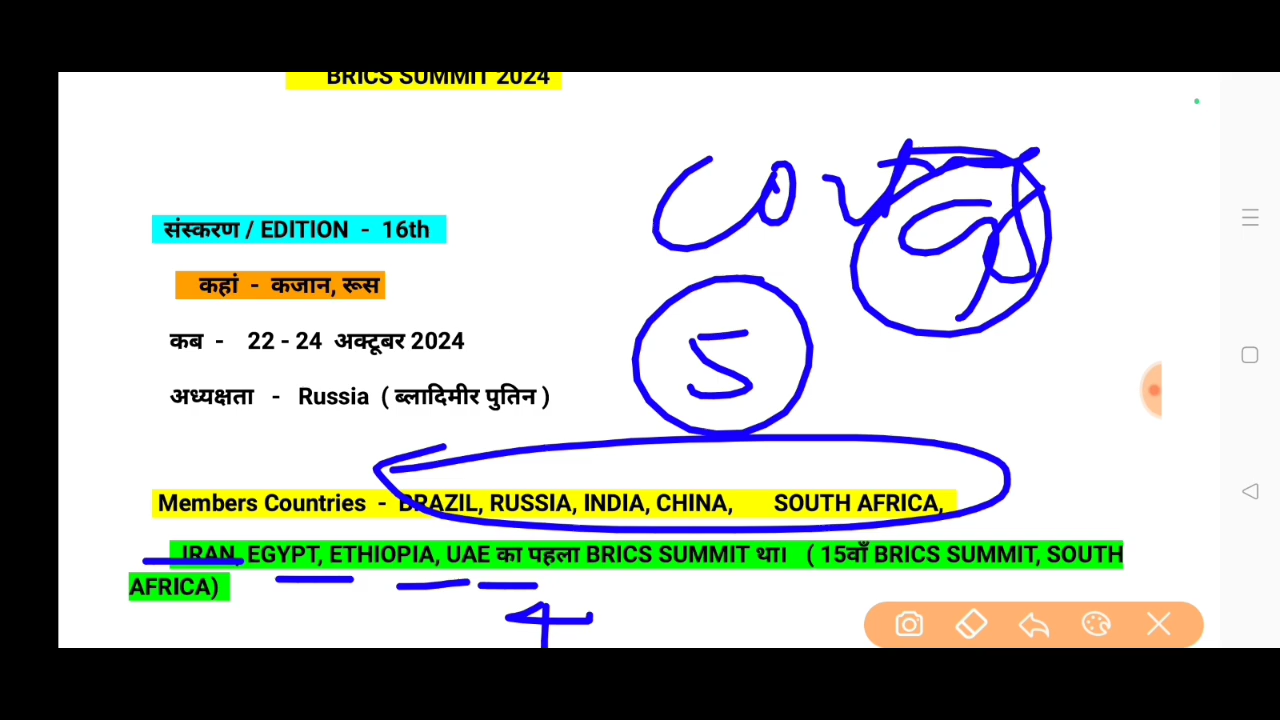 BRICS SUMMIT 2024
संस्करण / EDITION - 16th
कहां - कजान, रूस
5
कब - 22 - 24 अक्टूबर 2024
अध्यक्षता - Russia ( ब्लादिमीर पुतिन )
Members Countries - BRAZIL, RUSSIA, INDIA, CHINA, SOUTH AFRICA,
IRAN, EGYPT, ETHIOPIA, UAE का पहला BRICS SUMMIT था। ( 15वाँ BRICS SUMMIT, SOUTH
AFRICA)
4